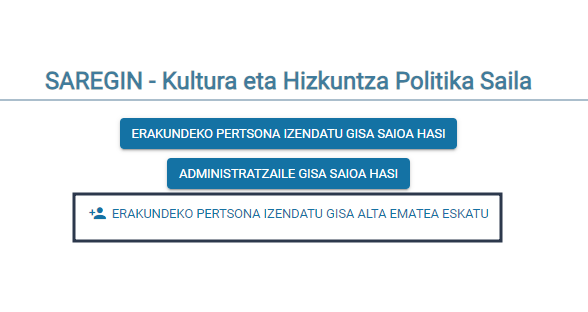 SAREGIN - Kultura eta Hizkuntza Politika Saila
ERAKUNDEKO PERTSONA IZENDATU GISA SAIOA HASI
ADMINISTRATZAILE GISA SAIOA HASI
ERAKUNDEKO PERTSONA IZENDATU GISA ALTA EMATEA ESKATU